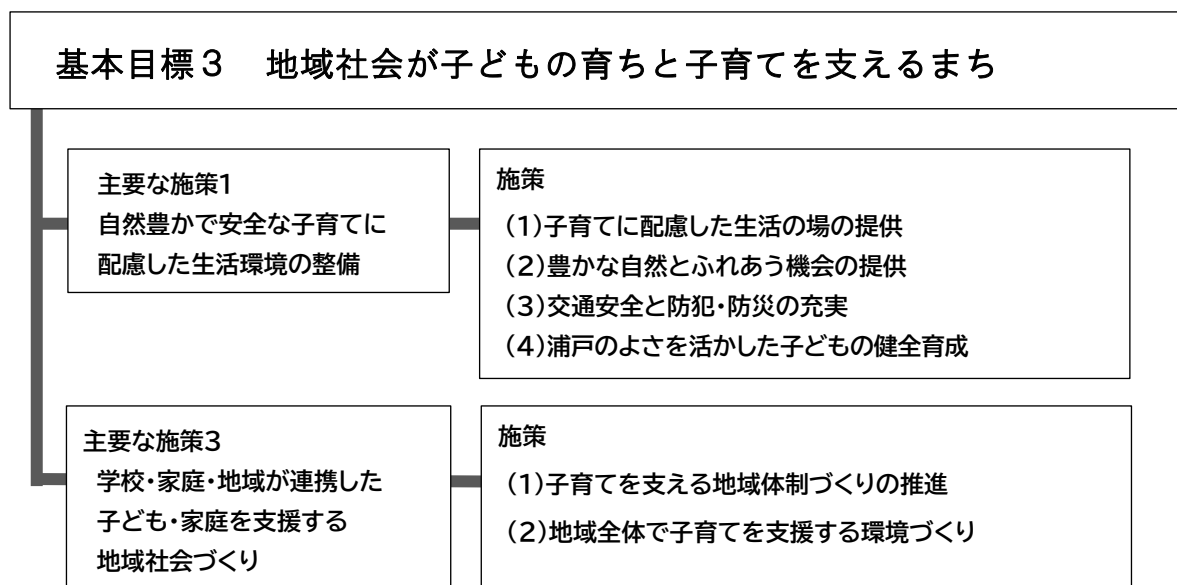 基本目標３　地域社会が子どもの育ちと子育てを支えるまち
主要な施策1
自然豊かで安全な子育てに
配慮した生活環境の整備
施策
(1)子育てに配慮した生活の場の提供
(2)豊かな自然とふれあう機会の提供
(3)交通安全と防犯・防災の充実
(4)浦戸のよさを活かした子どもの健全育成
主要な施策3
学校・家庭・地域が連携した
子ども・家庭を支援する
地域社会づくり
施策
(1)子育てを支える地域体制づくりの推進
(2)地域全体で子育てを支援する環境づくり